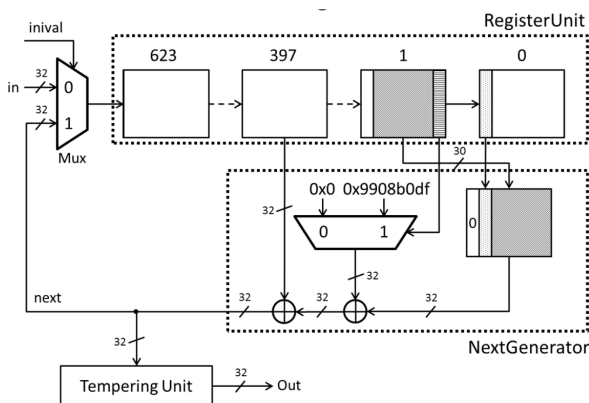 RegisterUnit
inival
623 397 1 0
in 32 0
32 1
Mux
30
0x0 0x9908b0df
32 0 1 0
32
next 32 32 32
32
NextGenerator
Tempering Unit 32 Out